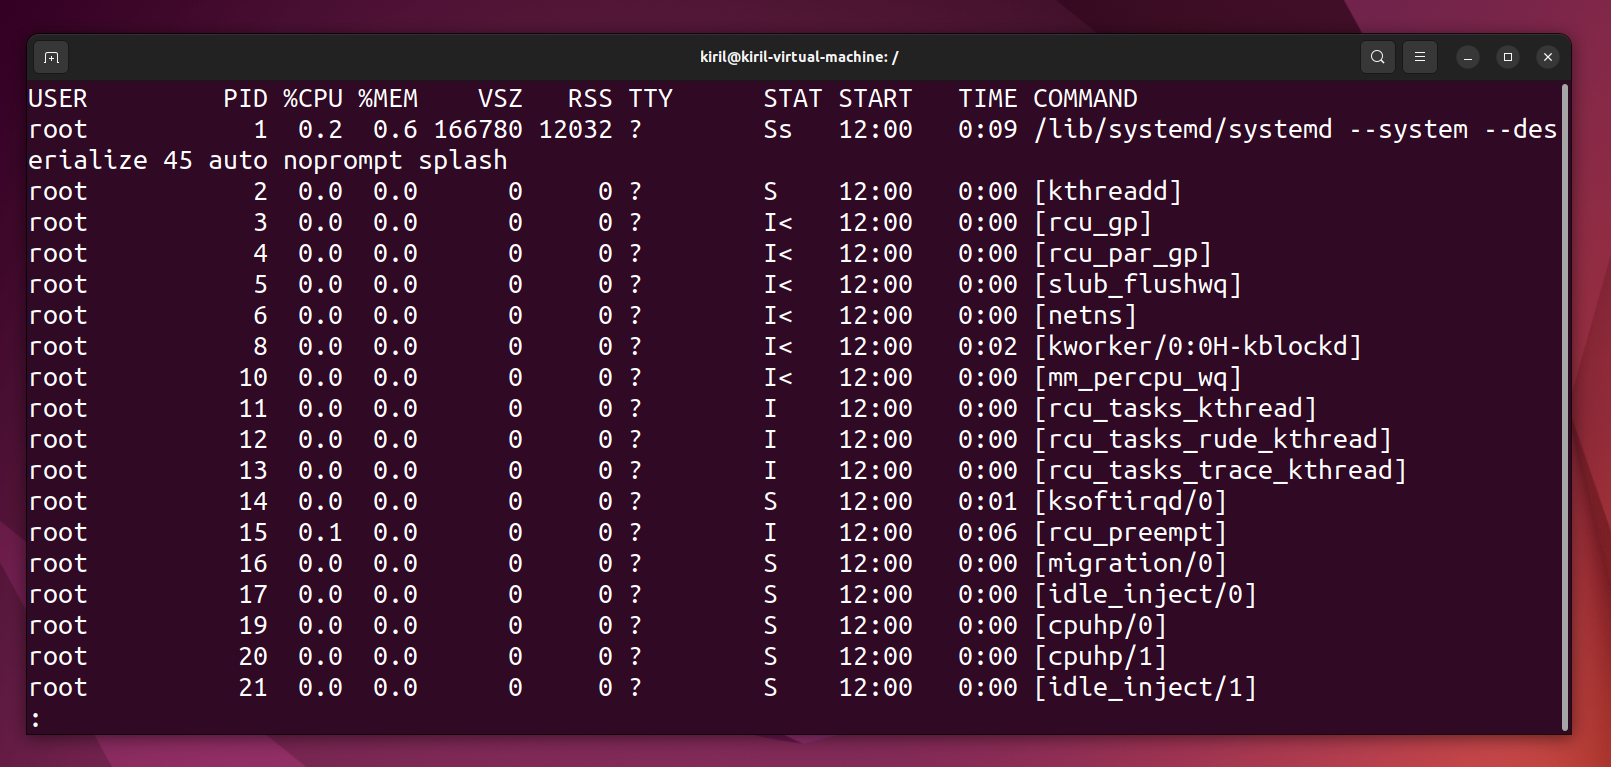 kiril@kiril-virtual-machine: /
USER         PID %CPU %MEM    VSZ   RSS TTY      STAT START   TIME COMMAND
root           1  0.2  0.6 166780 12032 ?        Ss   12:00   0:09 /lib/systemd/systemd --system --des
erialize 45 auto noprompt splash
root           2  0.0  0.0      0     0 ?        S    12:00   0:00 [kthreadd]
root           3  0.0  0.0      0     0 ?        I<   12:00   0:00 [rcu_gp]
root           4  0.0  0.0      0     0 ?        I<   12:00   0:00 [rcu_par_gp]
root           5  0.0  0.0      0     0 ?        I<   12:00   0:00 [slub_flushwq]
root           6  0.0  0.0      0     0 ?        I<   12:00   0:00 [netns]
root           8  0.0  0.0      0     0 ?        I<   12:00   0:02 [kworker/0:0H-kblockd]
root          10  0.0  0.0      0     0 ?        I<   12:00   0:00 [mm_percpu_wq]
root          11  0.0  0.0      0     0 ?        I    12:00   0:00 [rcu_tasks_kthread]
root          12  0.0  0.0      0     0 ?        I    12:00   0:00 [rcu_tasks_rude_kthread]
root          13  0.0  0.0      0     0 ?        I    12:00   0:00 [rcu_tasks_trace_kthread]
root          14  0.0  0.0      0     0 ?        S    12:00   0:01 [ksoftirqd/0]
root          15  0.1  0.0      0     0 ?        I    12:00   0:06 [rcu_preempt]
root          16  0.0  0.0      0     0 ?        S    12:00   0:00 [migration/0]
root          17  0.0  0.0      0     0 ?        S    12:00   0:00 [idle_inject/0]
root          19  0.0  0.0      0     0 ?        S    12:00   0:00 [cpuhp/0]
root          20  0.0  0.0      0     0 ?        S    12:00   0:00 [cpuhp/1]
root          21  0.0  0.0      0     0 ?        S    12:00   0:00 [idle_inject/1]
: